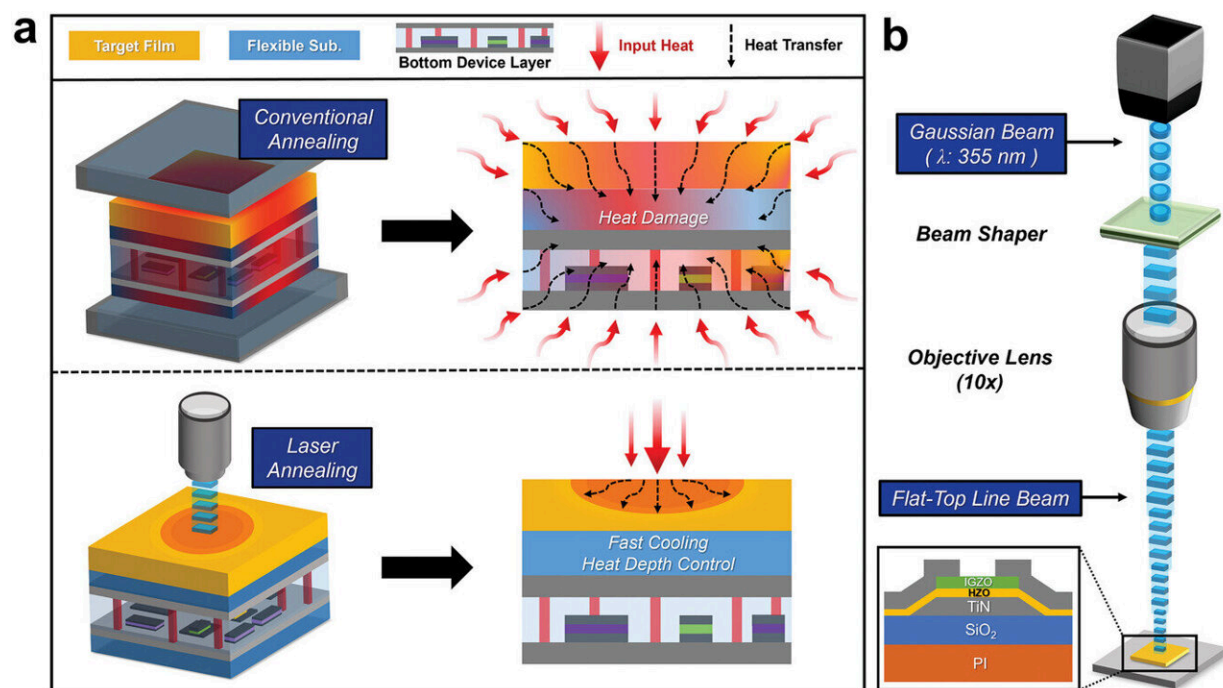 a
Target Film
Flexible Sub.
Bottom Device Layer
Input Heat
Heat Transfer
Conventional
Annealing
Heat Damage
Laser
Annealing
Fast Cooling
Heat Depth Control
b
Gaussian Beam
( λ: 355 nm )
Beam Shaper
Objective Lens
(10x)
Flat-Top Line Beam
IGZO
HZO
TiN
SiO₂
PI